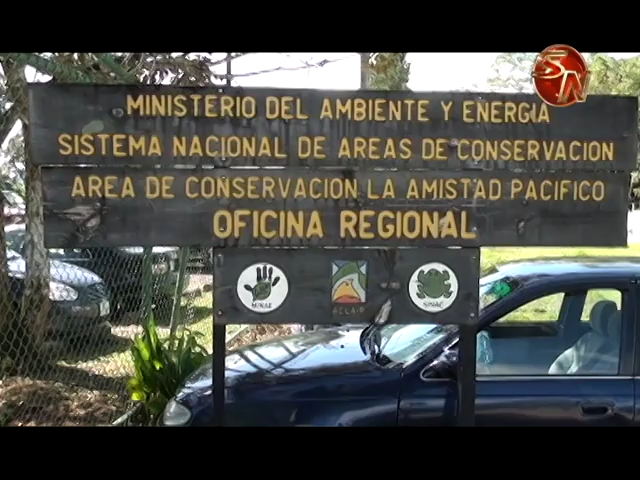 SN
MINISTERIO DEL AMBIENTE Y ENERGIA
SISTEMA NACIONAL DE AREAS DE CONSERVACION
AREA DE CONSERVACION LA AMISTAD PACIFICO
OFICINA REGIONAL
MINAE
ACLA-P
SINAC